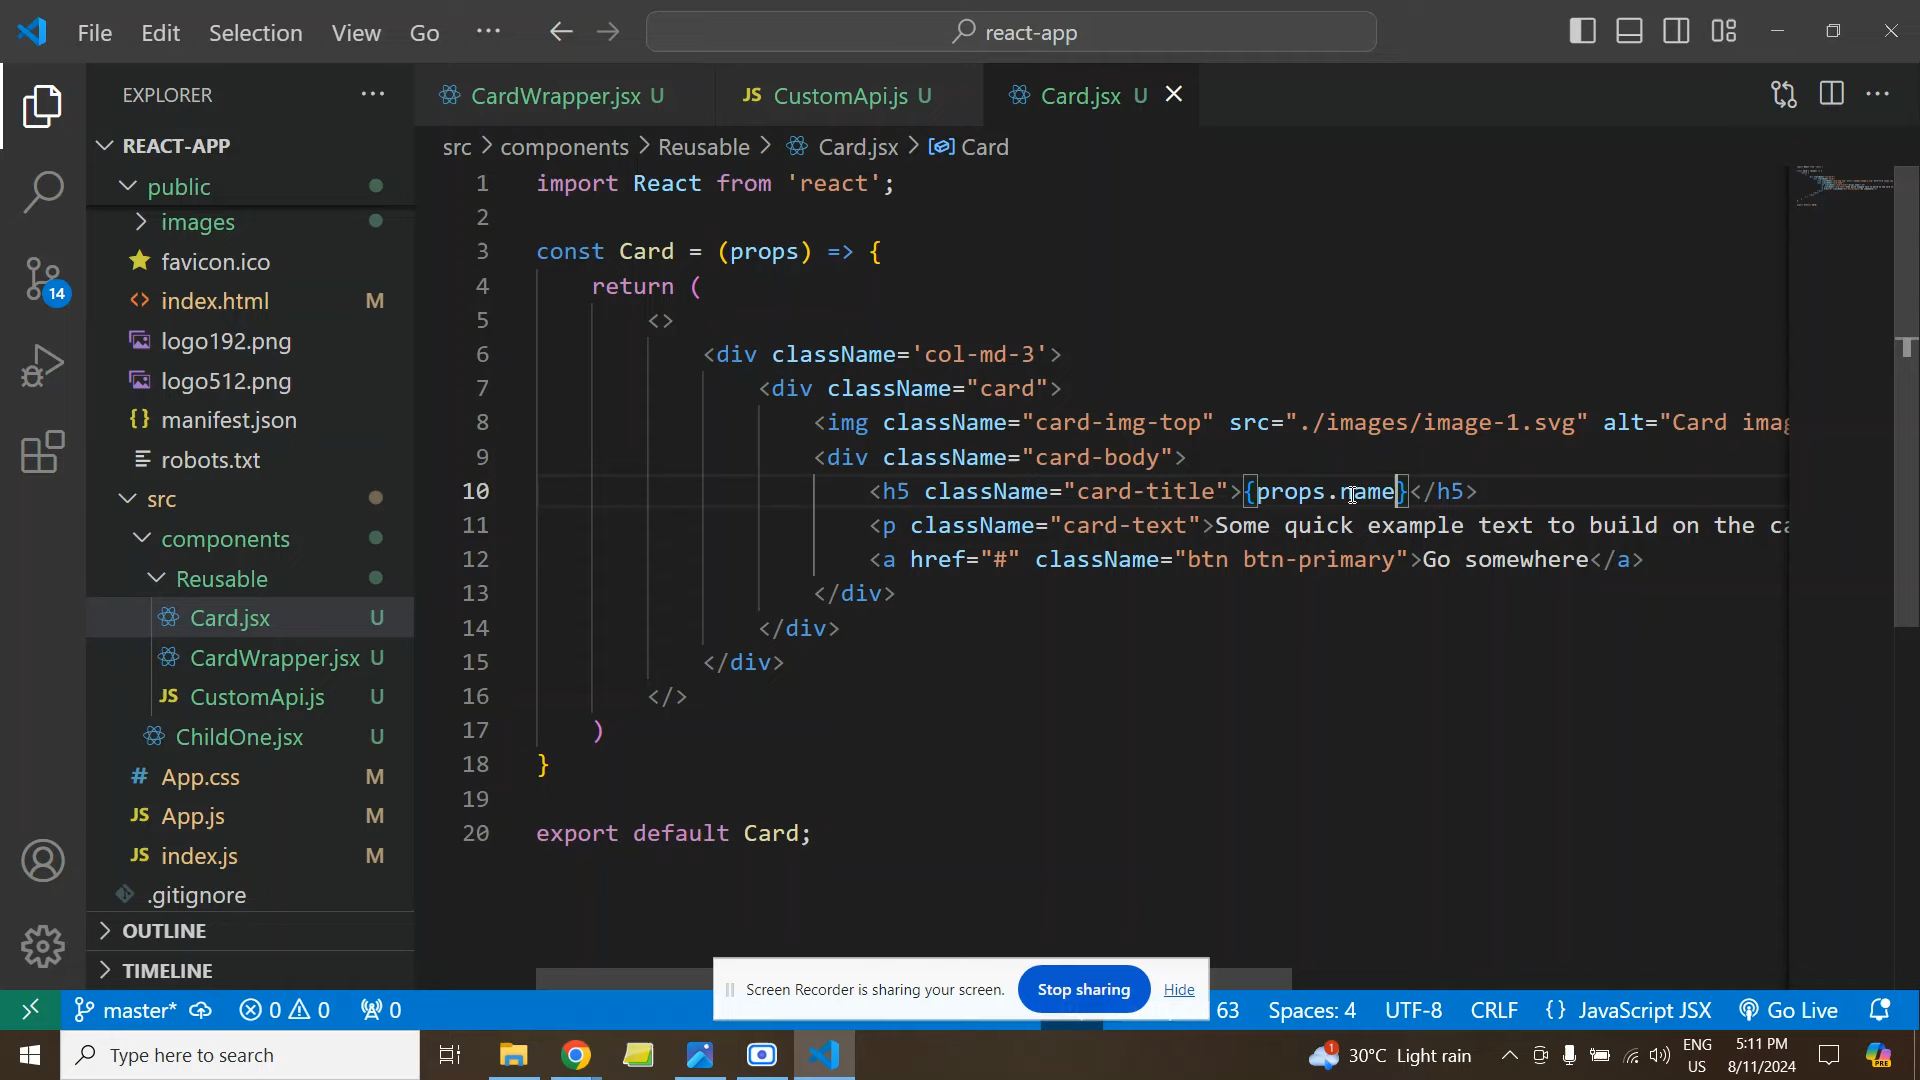 File Edit Selection View Go ··· react-app
EXPLORER ···
REACT-APP
public
images
favicon.ico
index.html M
logo192.png
logo512.png
manifest.json
robots.txt
src
components
Reusable
Card.jsx U
CardWrapper.jsx U
CustomApi.js U
ChildOne.jsx U
App.css M
App.js M
index.js M
.gitignore
OUTLINE
TIMELINE
14
CardWrapper.jsx U JS CustomApi.js U Card.jsx U
src > components > Reusable > Card.jsx > Card
1 import React from 'react';
2
3 const Card = (props) => {
4 return (
5 <>
6 <div className='col-md-3'>
7 <div className="card">
8 <img className="card-img-top" src="./images/image-1.svg" alt="Card imag
9 <div className="card-body">
10 <h5 className="card-title">{props.name}</h5>
11 <p className="card-text">Some quick example text to build on the ca
12 <a href="#" className="btn btn-primary">Go somewhere</a>
13 </div>
14 </div>
15 </div>
16 </>
17 )
18 }
19
20 export default Card;
Screen Recorder is sharing your screen. Stop sharing Hide
master* 0 0 0 63 Spaces: 4 UTF-8 CRLF {} JavaScript JSX Go Live
Type here to search 1 30°C Light rain ENG US 5:11 PM 8/11/2024 PRE